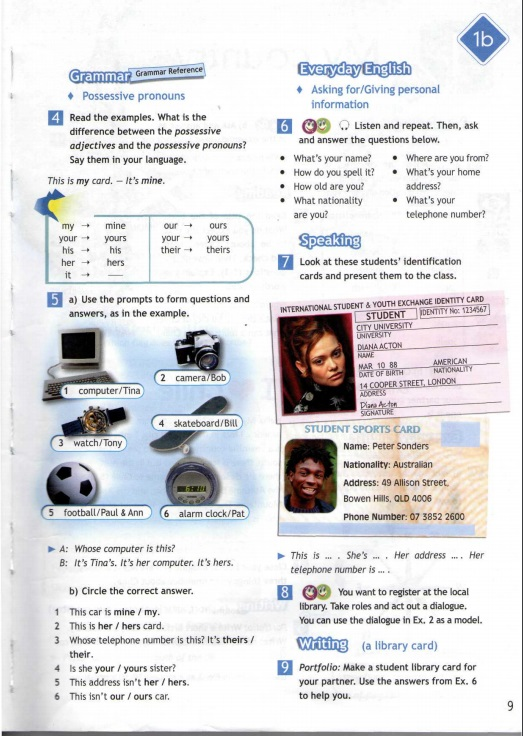 1b
Grammar Grammar Reference
♦ Possessive pronouns
4 Read the examples. What is the
difference between the possessive
adjectives and the possessive pronouns?
Say them in your language.
This is my card. – It's mine.
my → mine
your → yours
his → his
her → hers
it → —
our → ours
your → yours
their → theirs
5 a) Use the prompts to form questions and
answers, as in the example.
1 computer/Tina
2 camera/Bob
3 watch/Tony
4 skateboard/Bill
5 football/Paul & Ann
6 alarm clock/Pat
► A: Whose computer is this?
B: It's Tina's. It's her computer. It's hers.
b) Circle the correct answer.
1 This car is mine / my.
2 This is her / hers card.
3 Whose telephone number is this? It's theirs /
their.
4 Is she your / yours sister?
5 This address isn't her / hers.
6 This isn't our / ours car.
Everyday English
♦ Asking for/Giving personal
information
6 Listen and repeat. Then, ask
and answer the questions below.
• What's your name?
• How do you spell it?
• How old are you?
• What nationality
are you?
• Where are you from?
• What's your home
address?
• What's your
telephone number?
Speaking
7 Look at these students' identification
cards and present them to the class.
INTERNATIONAL STUDENT & YOUTH EXCHANGE IDENTITY CARD
STUDENT IDENTITY No: 1234567
CITY UNIVERSITY
UNIVERSITY
DIANA ACTON
NAME
MAR 10 88 AMERICAN
DATE OF BIRTH NATIONALITY
14 COOPER STREET, LONDON
ADDRESS
Diana Acton
SIGNATURE
STUDENT SPORTS CARD
Name: Peter Sonders
Nationality: Australian
Address: 49 Allison Street,
Bowen Hills, QLD 4006
Phone Number: 07 3852 2600
► This is ... . She's ... . Her address ... . Her
telephone number is ... .
8 You want to register at the local
library. Take roles and act out a dialogue.
You can use the dialogue in Ex. 2 as a model.
Writing (a library card)
9 Portfolio: Make a student library card for
your partner. Use the answers from Ex. 6
to help you.
9